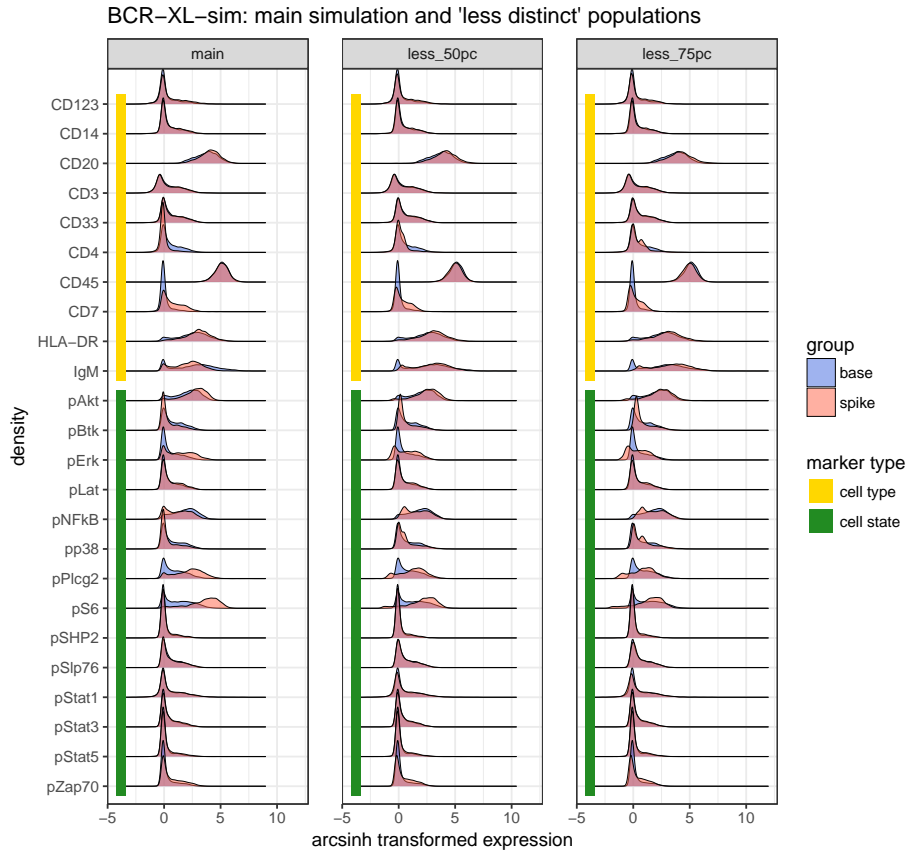 BCR−XL−sim: main simulation and 'less distinct' populations
main
less_50pc
less_75pc
CD123
CD14
CD20
CD3
CD33
CD4
CD45
CD7
HLA−DR
IgM
pAkt
pBtk
pErk
pLat
pNFkB
pp38
pPlcg2
pS6
pSHP2
pSlp76
pStat1
pStat3
pStat5
pZap70
density
−5 0 5 10
−5 0 5 10
−5 0 5 10
arcsinh transformed expression
group
base
spike
marker type
cell type
cell state